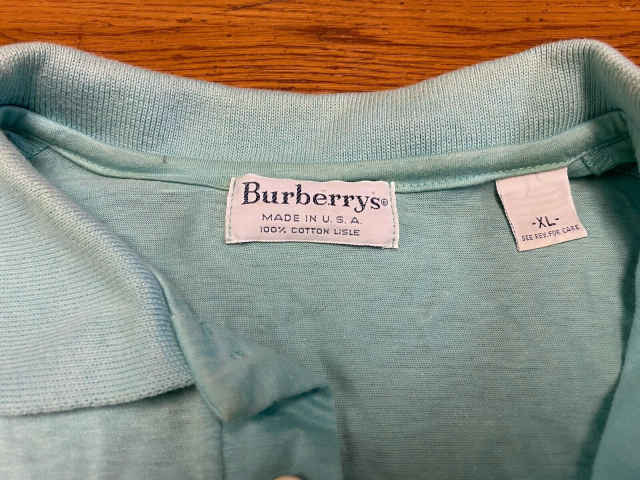 Burberrys®
MADE IN U.S.A.
100% COTTON LISLE
-XL-
SEE REV. FOR CARE